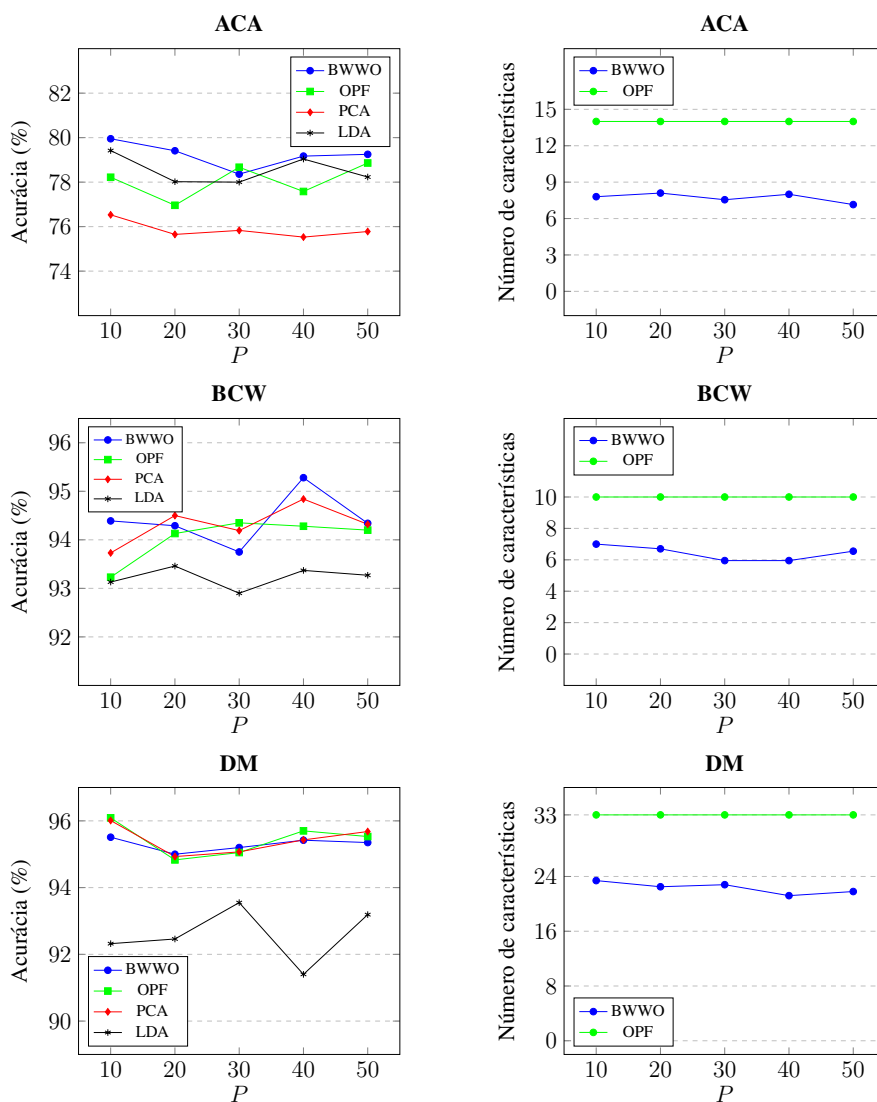 ACA
Acurácia (%)
82
80
78
76
74
10 20 30 40 50
P
BWWO
OPF
PCA
LDA
ACA
Número de características
15
12
9
6
3
0
10 20 30 40 50
P
BWWO
OPF
BCW
Acurácia (%)
96
95
94
93
92
10 20 30 40 50
P
BWWO
OPF
PCA
LDA
BCW
Número de características
10
8
6
4
2
0
10 20 30 40 50
P
BWWO
OPF
DM
Acurácia (%)
96
94
92
90
10 20 30 40 50
P
BWWO
OPF
PCA
LDA
DM
Número de características
33
24
16
8
0
10 20 30 40 50
P
BWWO
OPF